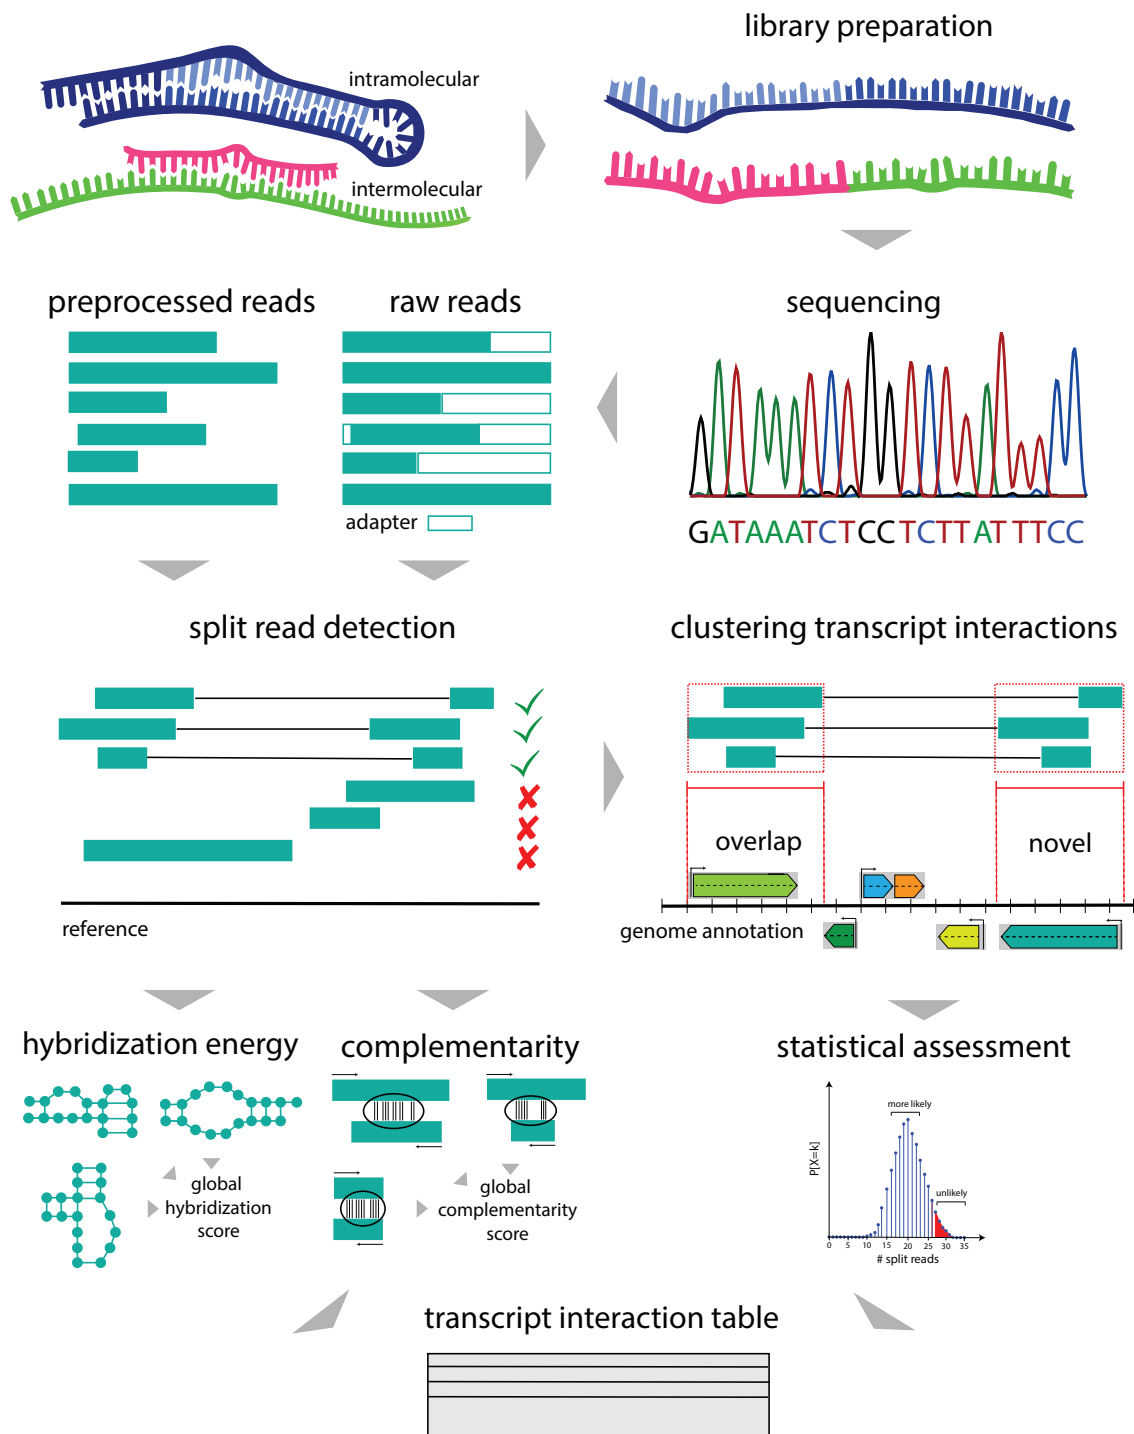 library preparation
intramolecular
intermolecular
preprocessed reads
raw reads
sequencing
adapter
GATAAATCTCCTCTTATTTCC
split read detection
clustering transcript interactions
overlap
novel
reference
genome annotation
hybridization energy
complementarity
statistical assessment
global
hybridization
score
global
complementarity
score
more likely
unlikely
P[X=k]
0 5 10 15 20 25 30 35
# split reads
transcript interaction table